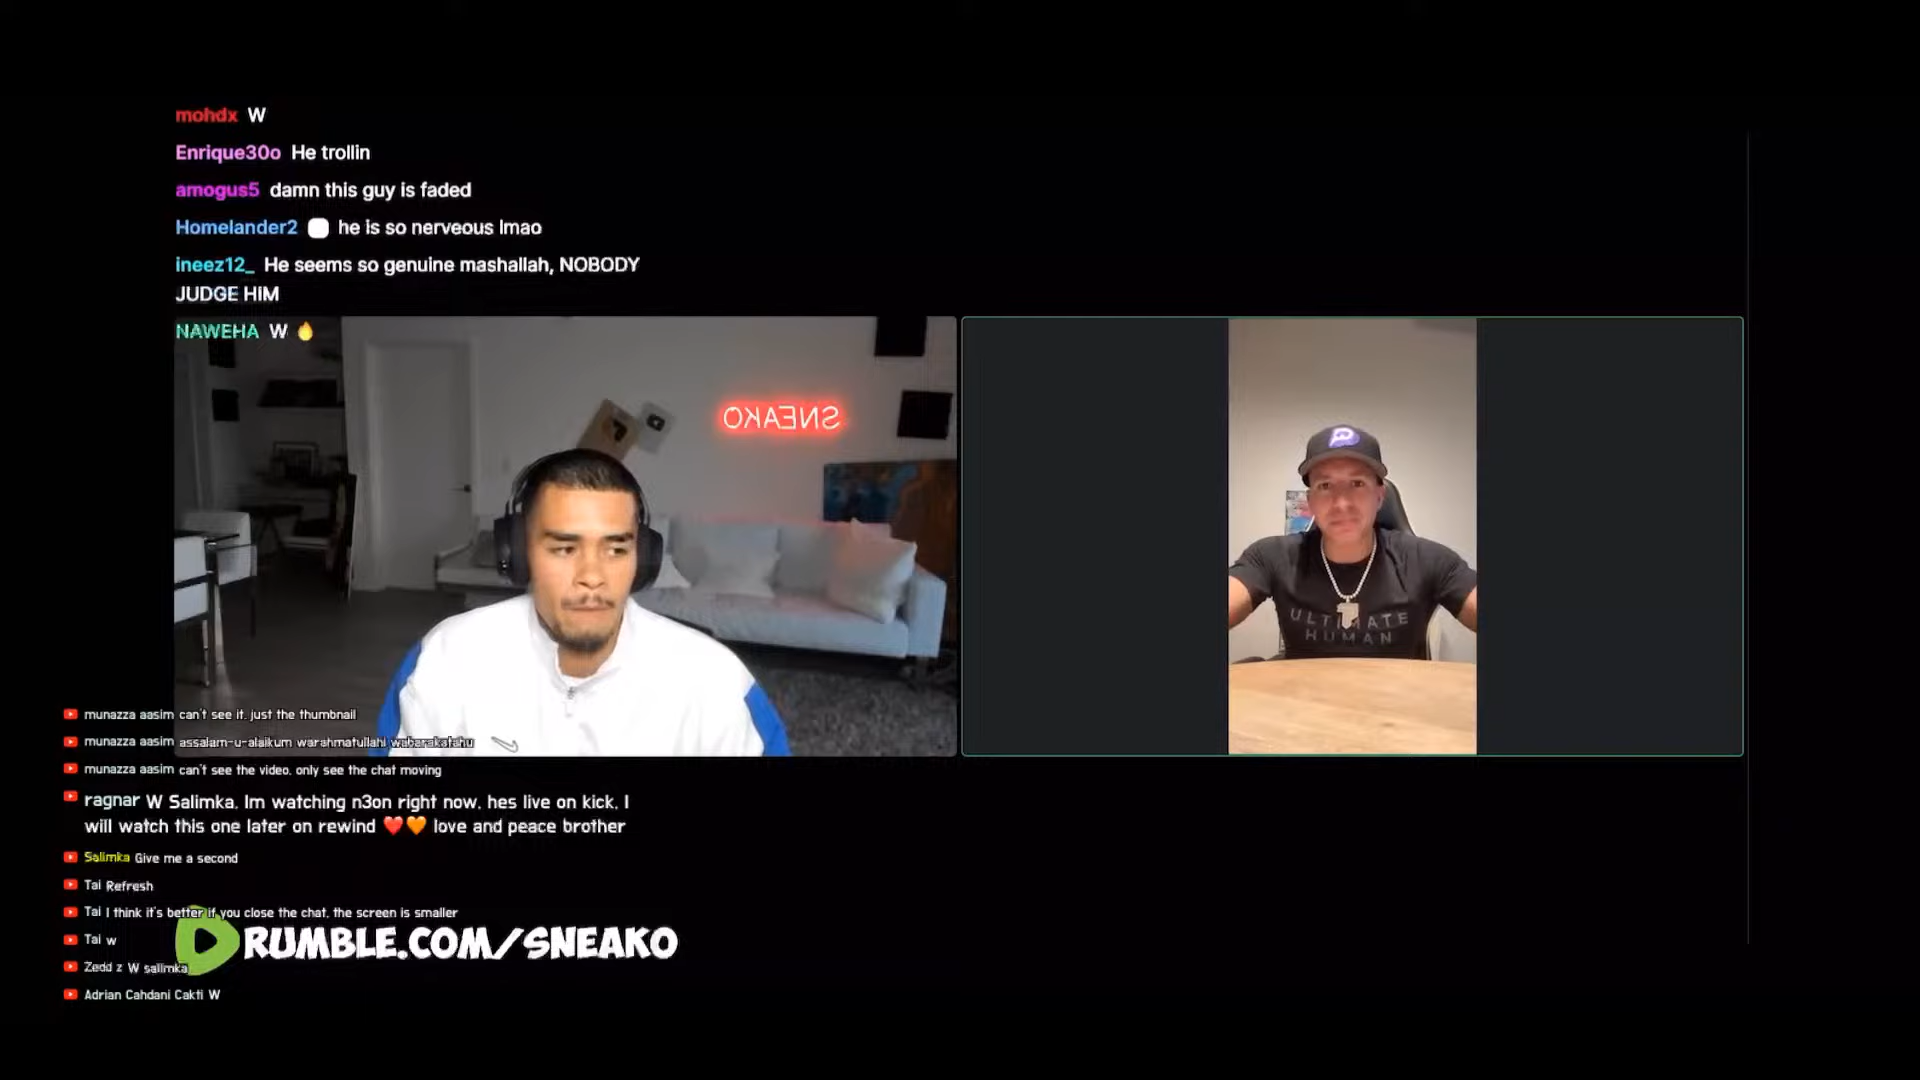 mohdx W
Enrique30o He trollin
amogus5 damn this guy is faded
Homelander2 he is so nerveous lmao
ineez12_ He seems so genuine mashallah, NOBODY
JUDGE HIM
NAWEHA W 🔥
SNEAKO
ULTIMATE
HUMAN
munazza aasim can't see it. just the thumbnail
munazza aasim assalam-u-alaikum warahmatullahi wabarakatahu
munazza aasim can't see the video. only see the chat moving
ragnar W Salimka. Im watching n3on right now. hes live on kick. I
will watch this one later on rewind ❤️🧡 love and peace brother
Salimka Give me a second
Tai Refresh
Tai I think it's better if you close the chat. the screen is smaller
Tai w
RUMBLE.COM/SNEAKO
Zedd z W salimka
Adrian Cahdani Cakti W